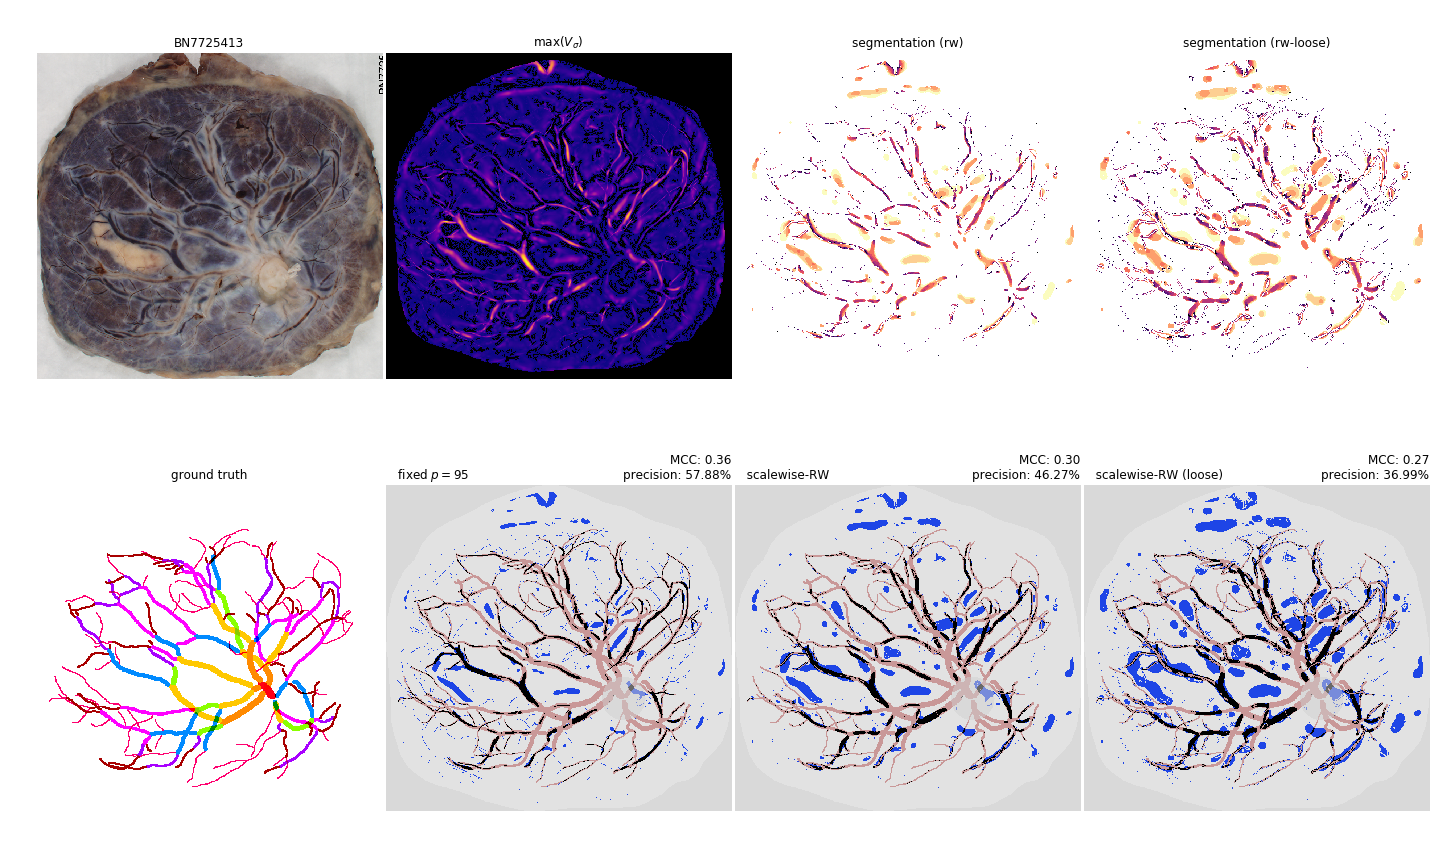 BN7725413
max(V_σ)
segmentation (rw)
segmentation (rw-loose)
ground truth
fixed p = 95
MCC: 0.36
precision: 57.88%
scalewise-RW
MCC: 0.30
precision: 46.27%
scalewise-RW (loose)
MCC: 0.27
precision: 36.99%